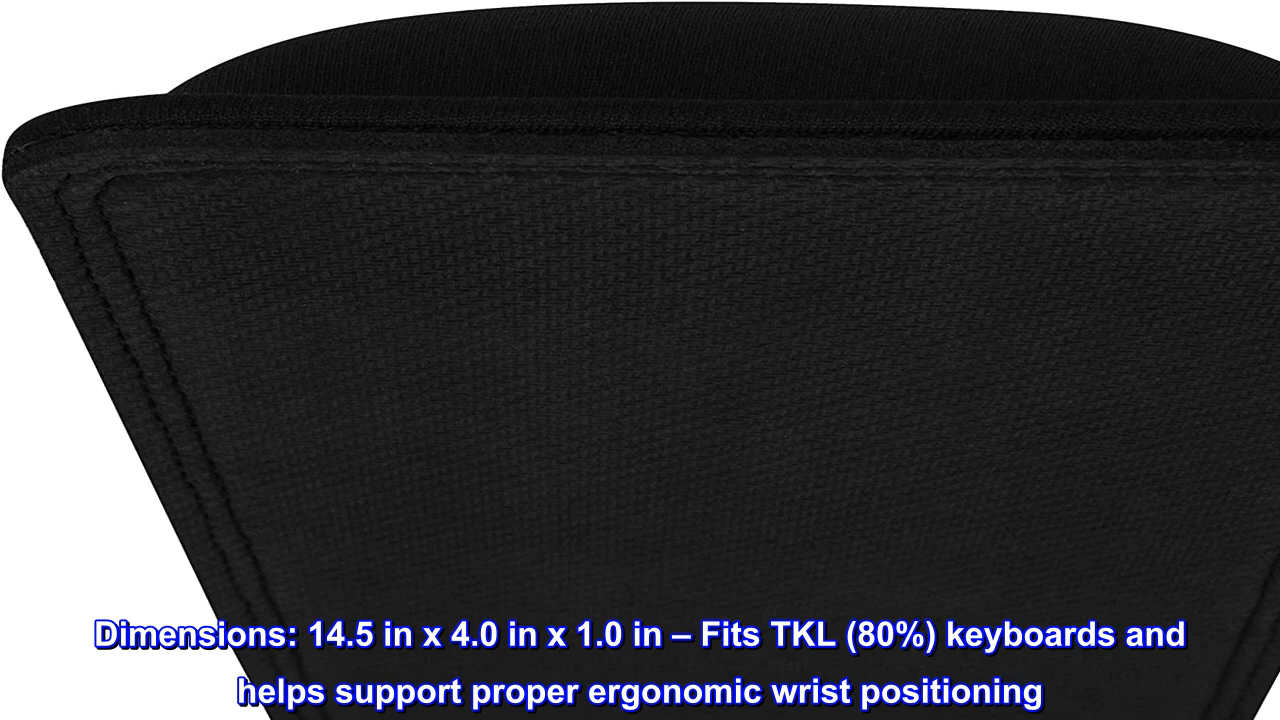 Dimensions: 14.5 in x 4.0 in x 1.0 in – Fits TKL (80%) keyboards and
helps support proper ergonomic wrist positioning